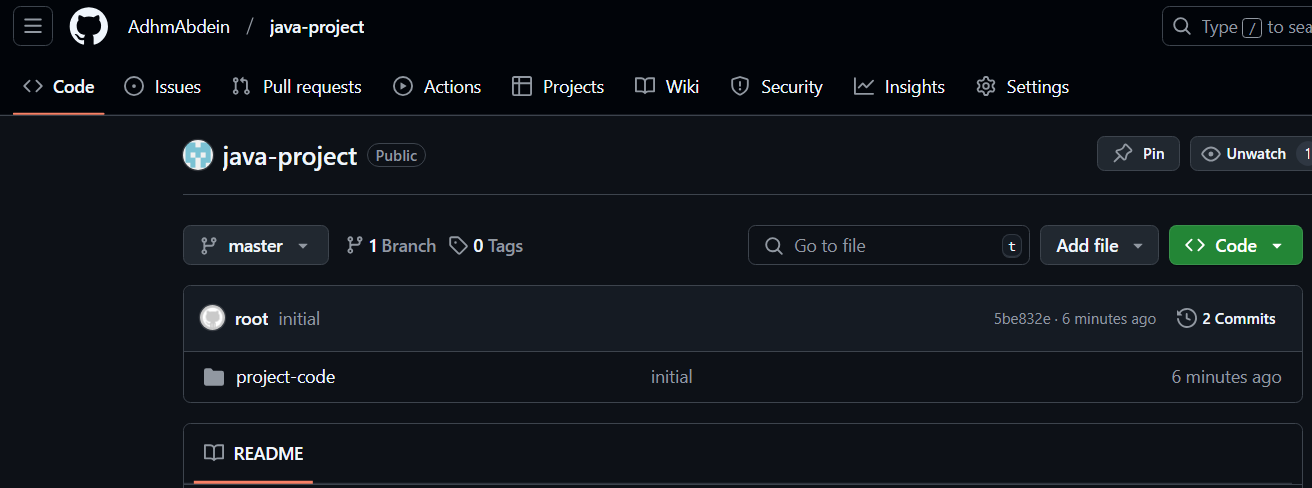 AdhmAbdein / java-project
Type / to sea
Code Issues Pull requests Actions Projects Wiki Security Insights Settings
java-project Public Pin Unwatch 1
master 1 Branch 0 Tags Go to file t Add file Code
root initial 5be832e · 6 minutes ago 2 Commits
project-code initial 6 minutes ago
README